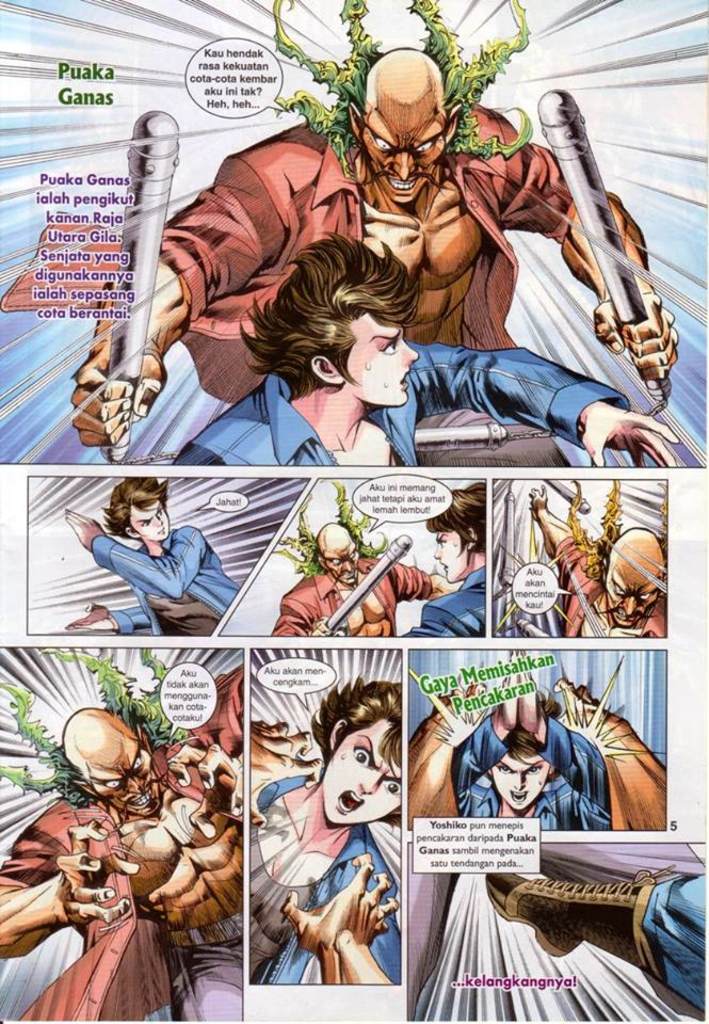 Puaka
Ganas
Kau hendak
rasa kekuatan
cota-cota kembar
aku ini tak?
Heh, heh...
Puaka Ganas
ialah pengikut
kanan Raja
Utara Gila.
Senjata yang
digunakannya
ialah sepasang
cota berantai.
Jahat!
Aku ini memang
jahat tetapi aku amat
lemah lembut!
Aku
akan
mencintai
kau!
Aku
tidak akan
mengguna-
kan cota-
cotaku!
Aku akan men-
cengkam...
Gaya Memisahkan
Pencakaran
5
Yoshiko pun menepis
pencakaran daripada Puaka
Ganas sambil mengenakan
satu tendangan pada...
...kelangkangnya!